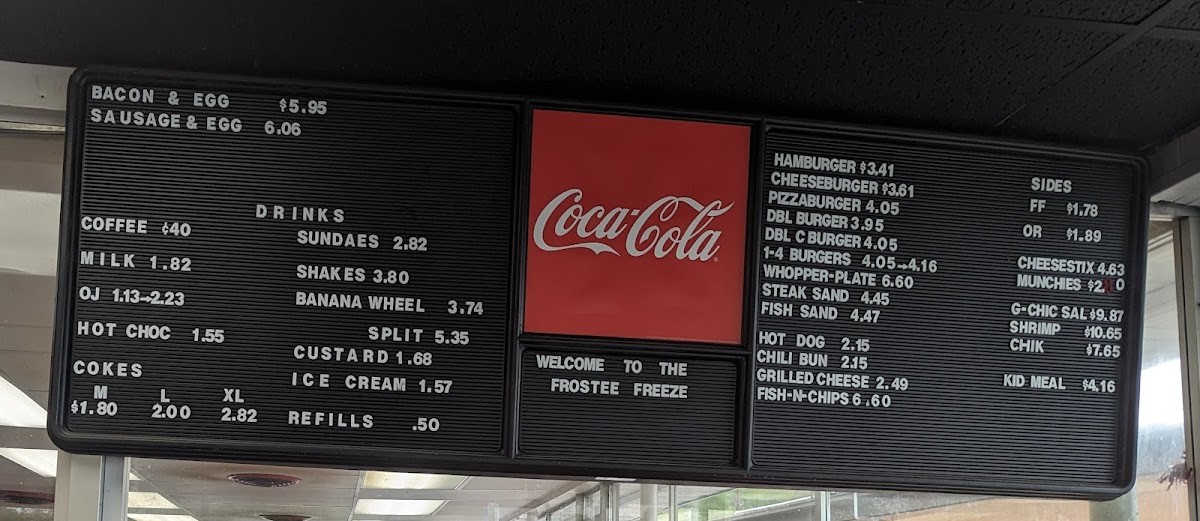 BACON & EGG $5.95
SAUSAGE & EGG 6.06
DRINKS
COFFEE ¢40
MILK 1.82
OJ 1.13→2.23
HOT CHOC 1.55
COKES
M L XL
$1.80 2.00 2.82
SUNDAES 2.82
SHAKES 3.80
BANANA WHEEL 3.74
SPLIT 5.35
CUSTARD 1.68
ICE CREAM 1.57
REFILLS .50
Coca-Cola
WELCOME TO THE
FROSTEE FREEZE
HAMBURGER $3.41
CHEESEBURGER $3.61
PIZZABURGER 4.05
DBL BURGER 3.95
DBL C BURGER 4.05
1-4 BURGERS 4.05→4.16
WHOPPER-PLATE 6.60
STEAK SAND 4.45
FISH SAND 4.47
HOT DOG 2.15
CHILI BUN 2.15
GRILLED CHEESE 2.49
FISH-N-CHIPS 6.60
SIDES
FF $1.78
OR $1.89
CHEESESTIX 4.63
MUNCHIES
G-CHIC SAL $9.87
SHRIMP $10.65
CHIK $7.65
KID MEAL $4.16